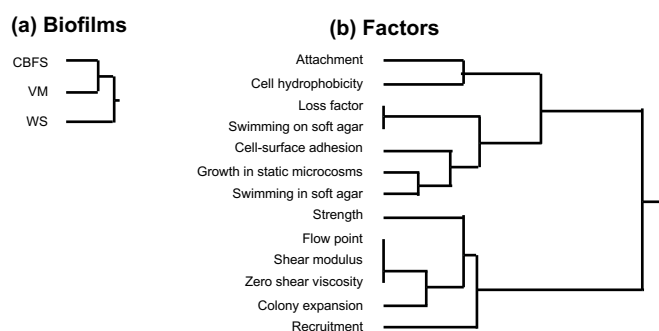 (a) Biofilms
CBFS
VM
WS
(b) Factors
Attachment
Cell hydrophobicity
Loss factor
Swimming on soft agar
Cell-surface adhesion
Growth in static microcosms
Swimming in soft agar
Strength
Flow point
Shear modulus
Zero shear viscosity
Colony expansion
Recruitment